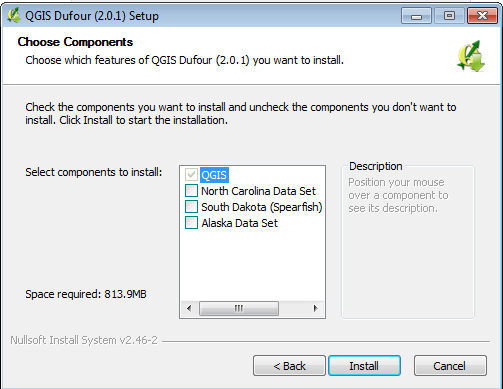 QGIS Dufour (2.0.1) Setup
Choose Components
Choose which features of QGIS Dufour (2.0.1) you want to install.
Check the components you want to install and uncheck the components you don't want to
install. Click Install to start the installation.
Select components to install:
QGIS
North Carolina Data Set
South Dakota (Spearfish)
Alaska Data Set
Description
Position your mouse
over a component to
see its description.
Space required: 813.9MB
Nullsoft Install System v2.46-2
< Back
Install
Cancel